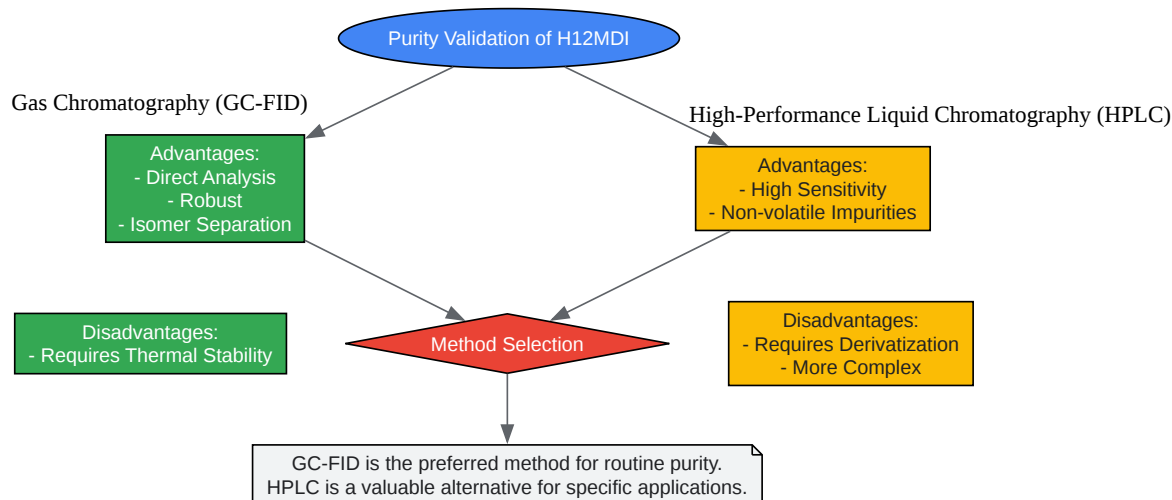 Purity Validation of H12MDI
Gas Chromatography (GC-FID)
High-Performance Liquid Chromatography (HPLC)
Advantages:
- Direct Analysis
- Robust
- Isomer Separation
Advantages:
- High Sensitivity
- Non-volatile Impurities
Disadvantages:
- Requires Thermal Stability
Method Selection
Disadvantages:
- Requires Derivatization
- More Complex
GC-FID is the preferred method for routine purity.
HPLC is a valuable alternative for specific applications.